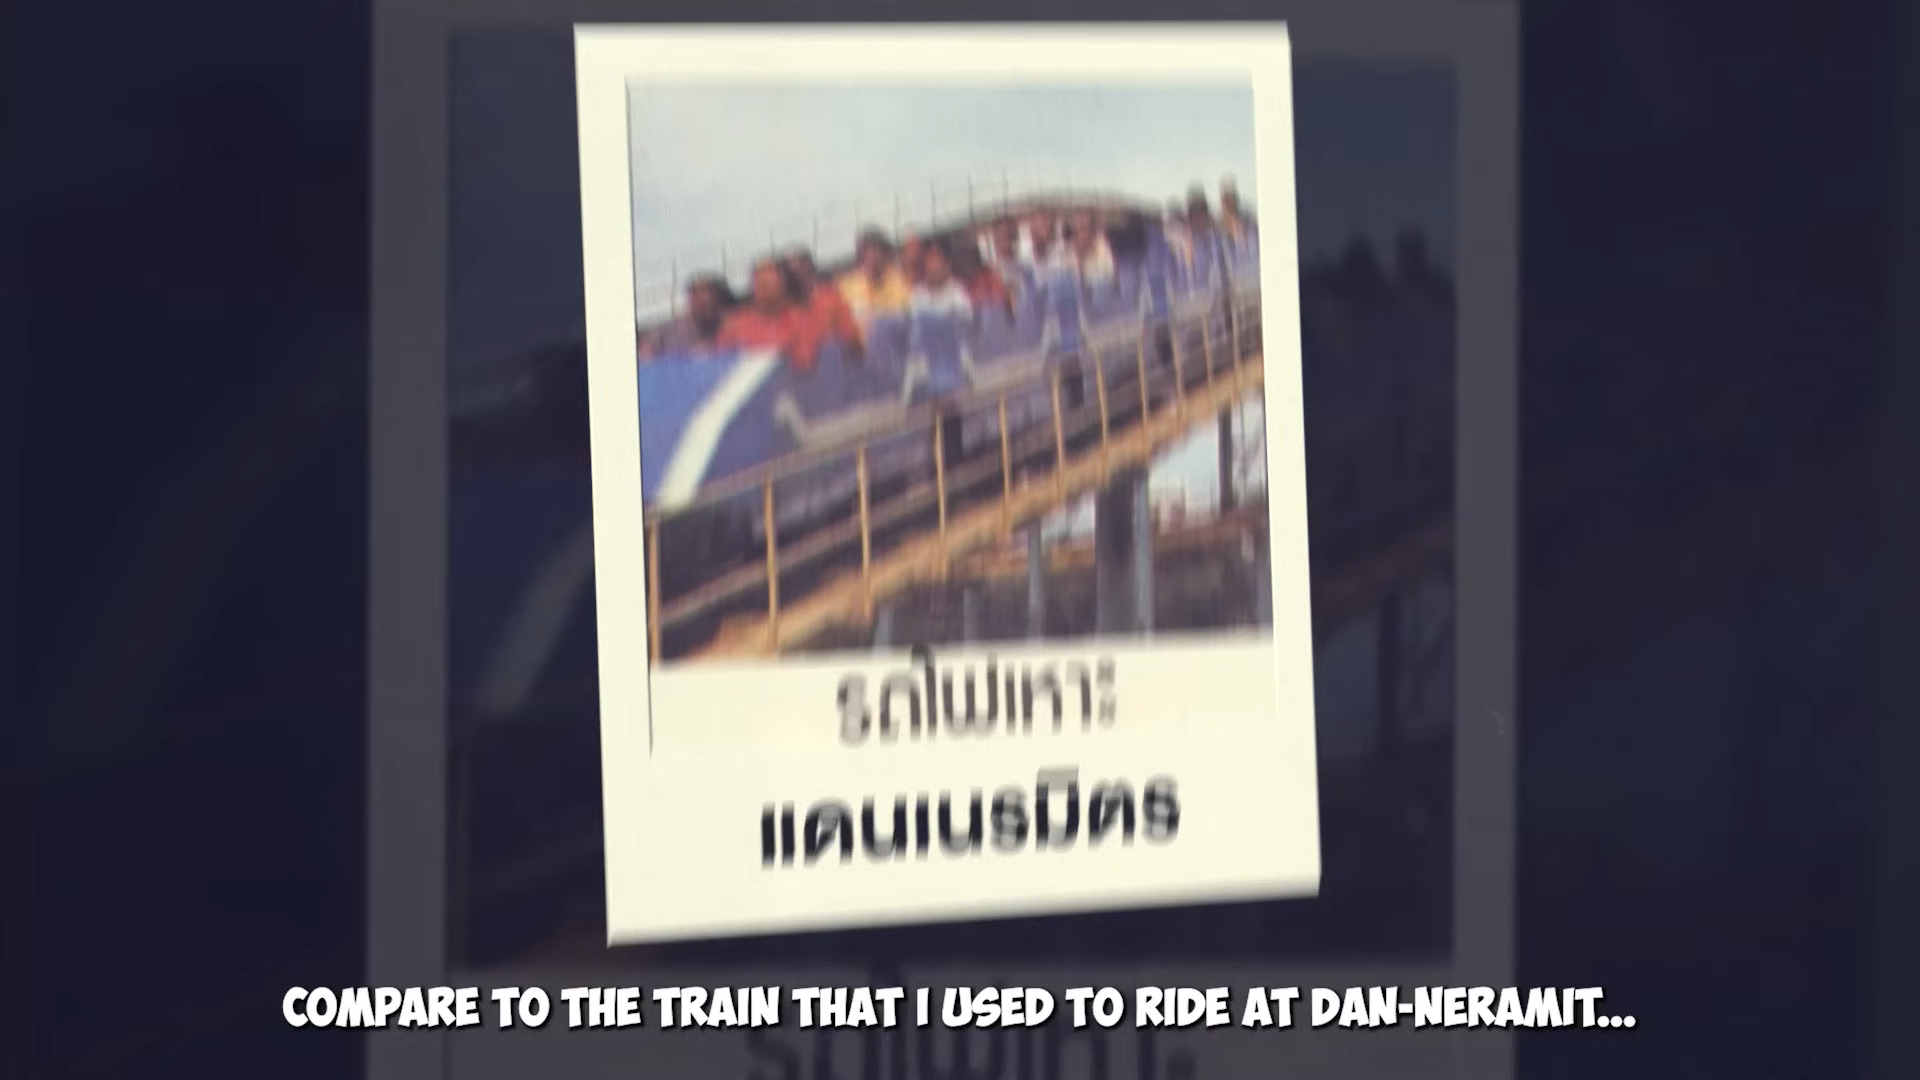 รถไฟเหาะ
แดนเนรมิตร
COMPARE TO THE TRAIN THAT I USED TO RIDE AT DAN-NERAMIT...